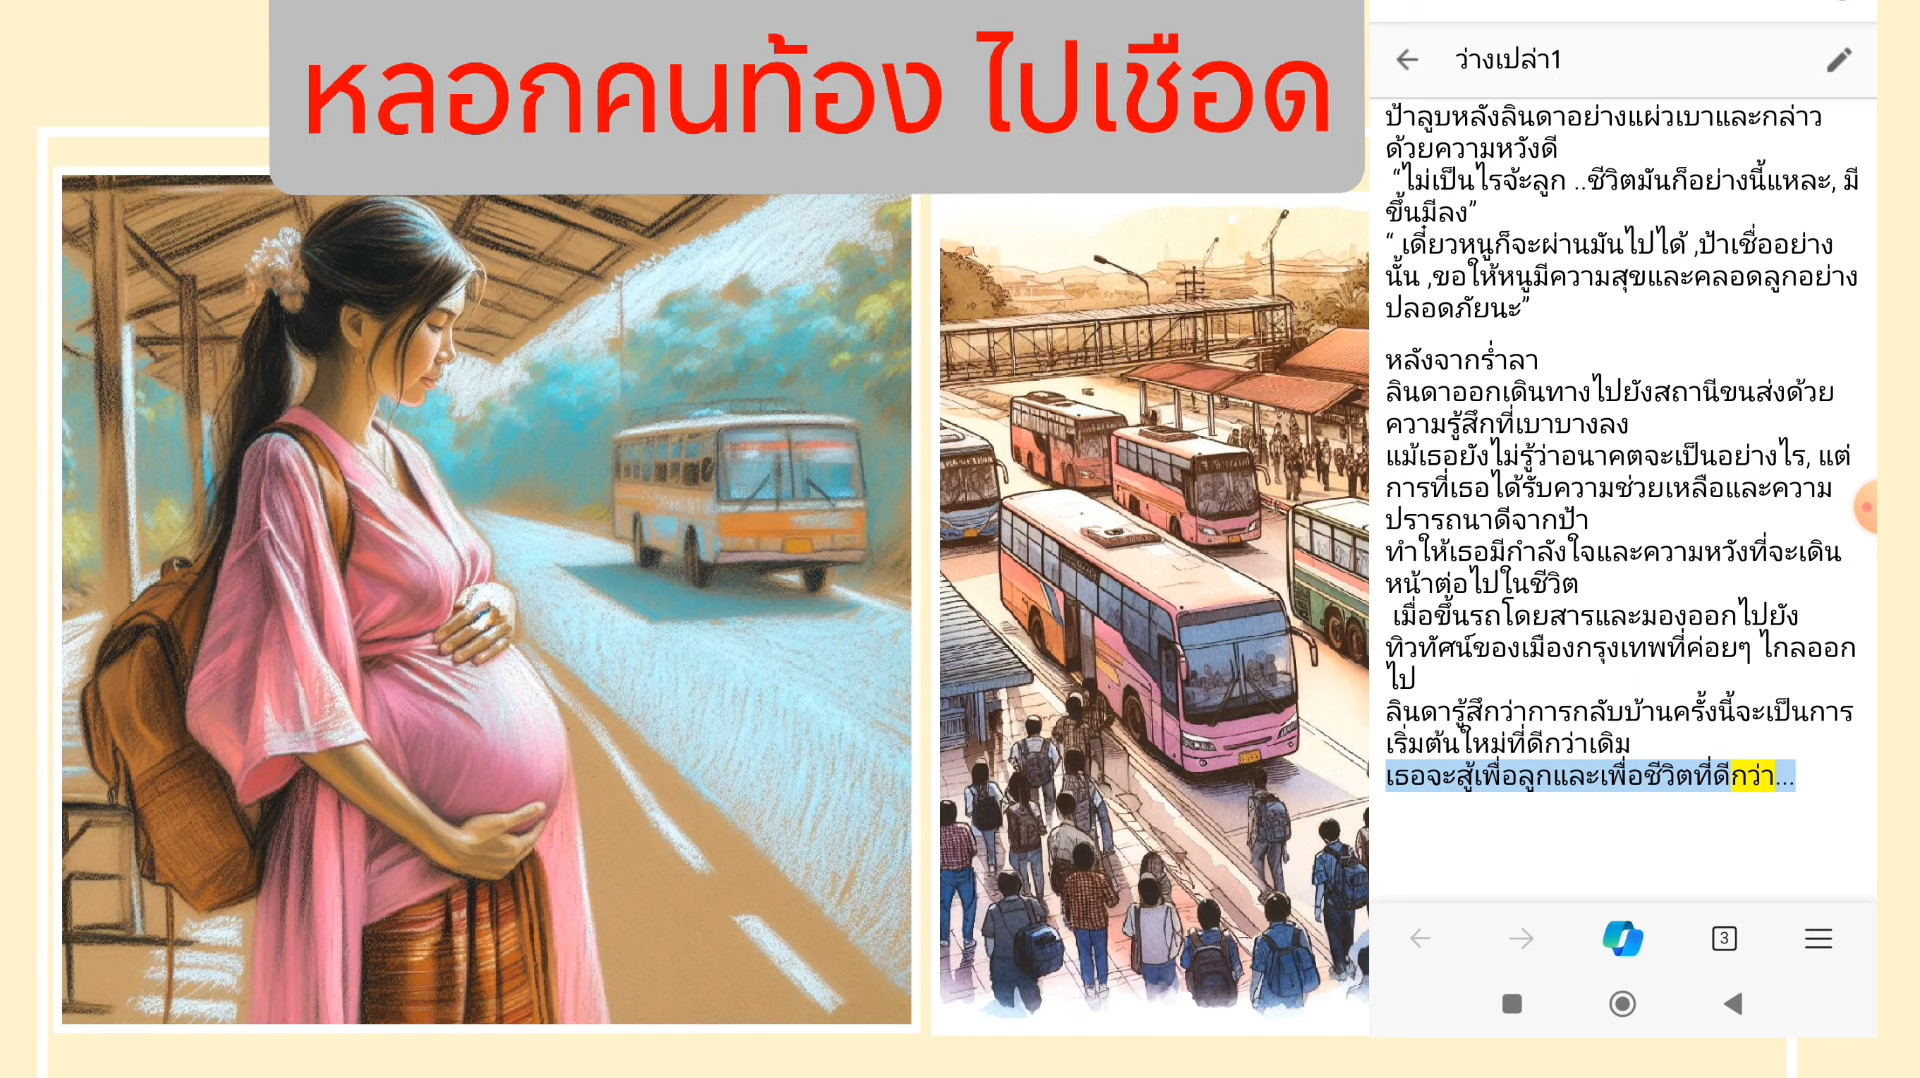 หลอกคนท้อง ไปเชือด
ว่างเปล่า1
ป้าลูบหลังลินดาอย่างแผ่วเบาและกล่าว
ด้วยความหวังดี
“ไม่เป็นไรจ้ะลูก ..ชีวิตมันก็อย่างนี้แหละ, มี
ขึ้นมีลง”
“ เดี๋ยวหนูก็จะผ่านมันไปได้ ,ป้าเชื่ออย่าง
นั้น ,ขอให้หนูมีความสุขและคลอดลูกอย่าง
ปลอดภัยนะ”
หลังจากร่ำลา
ลินดาออกเดินทางไปยังสถานีขนส่งด้วย
ความรู้สึกที่เบาบางลง
แม้เธอยังไม่รู้ว่าอนาคตจะเป็นอย่างไร, แต่
การที่เธอได้รับความช่วยเหลือและความ
ปรารถนาดีจากป้า
ทำให้เธอมีกำลังใจและความหวังที่จะเดิน
หน้าต่อไปในชีวิต
เมื่อขึ้นรถโดยสารและมองออกไปยัง
ทิวทัศน์ของเมืองกรุงเทพที่ค่อยๆ ไกลออก
ไป
ลินดารู้สึกว่าการกลับบ้านครั้งนี้จะเป็นการ
เริ่มต้นใหม่ที่ดีกว่าเดิม
เธอจะสู้เพื่อลูกและเพื่อชีวิตที่ดีกว่า...
3